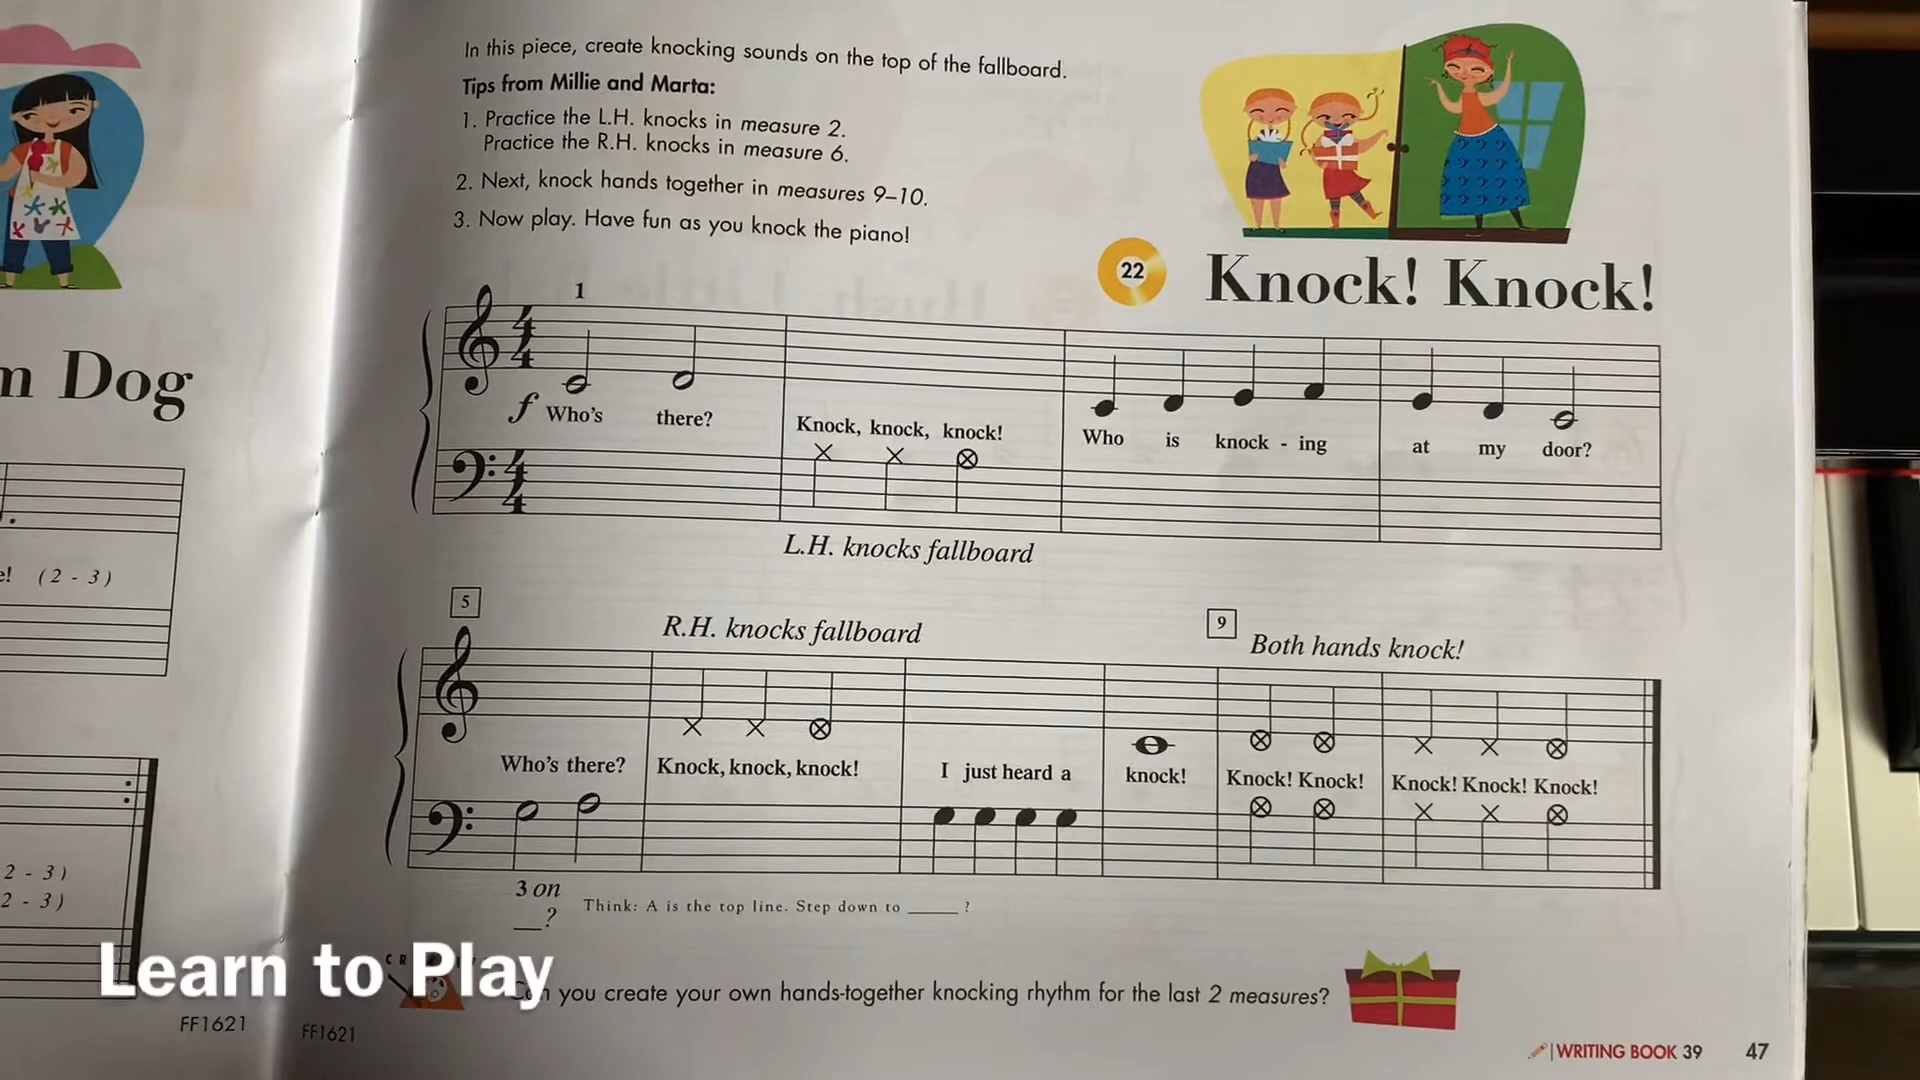 In this piece, create knocking sounds on the top of the fallboard.
Tips from Millie and Marta:
1. Practice the L.H. knocks in measure 2.
Practice the R.H. knocks in measure 6.
2. Next, knock hands together in measures 9–10.
3. Now play. Have fun as you knock the piano!
22
Knock! Knock!
Dog
1
4
4
f Who's there?
Knock, knock, knock!
Who is knock - ing at my door?
4
4
L.H. knocks fallboard
(2 - 3)
5
R.H. knocks fallboard
9
Both hands knock!
Who's there? Knock, knock, knock! I just heard a knock! Knock! Knock! Knock! Knock! Knock!
2 - 3)
2 - 3)
3 on
__?
Think: A is the top line. Step down to ______ ?
Learn to Play
you create your own hands-together knocking rhythm for the last 2 measures?
FF1621
FF1621
WRITING BOOK 39
47